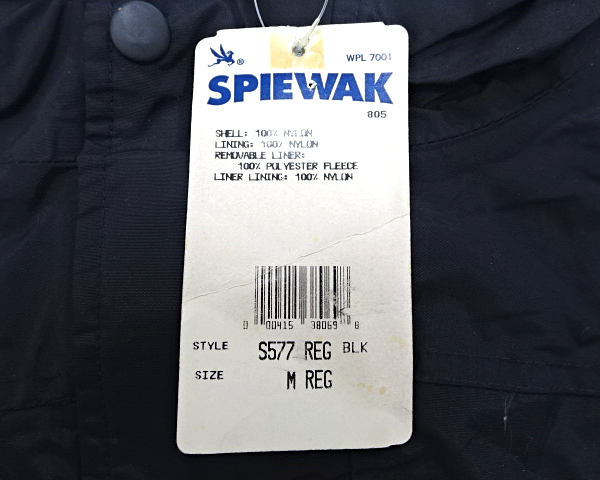 ®
WPL 7001
SPIEWAK
805
SHELL: 100% NYLON
LINING: 100% NYLON
REMOVABLE LINER:
100% POLYESTER FLEECE
LINER LINING: 100% NYLON
0 00415 38069 8
STYLE S577 REG BLK
SIZE M REG